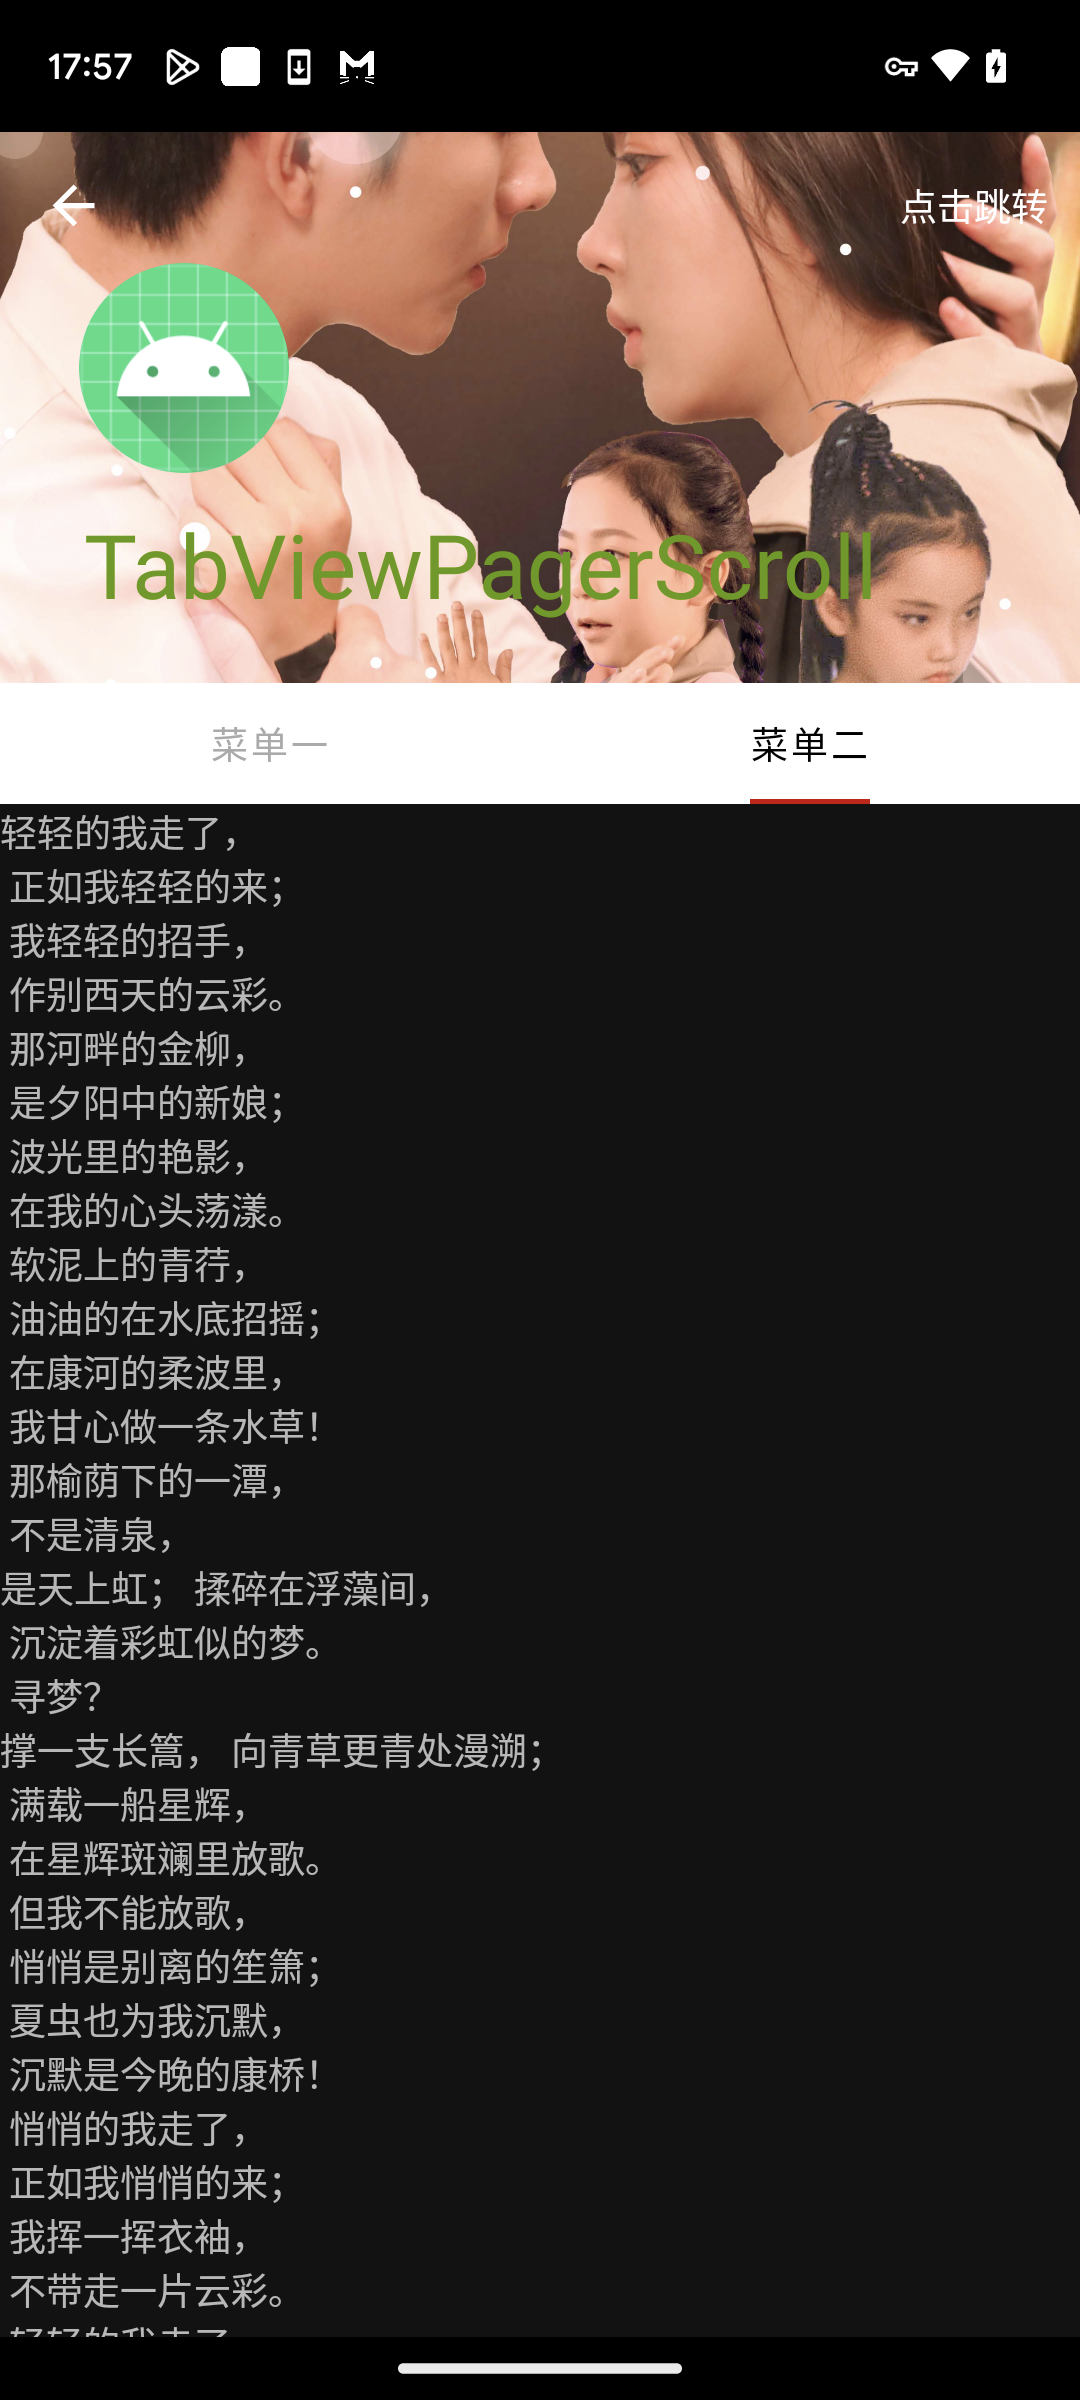 17:57
点击跳转
TabViewPagerScroll
菜单一
菜单二
轻轻的我走了，
正如我轻轻的来；
我轻轻的招手，
作别西天的云彩。
那河畔的金柳，
是夕阳中的新娘；
波光里的艳影，
在我的心头荡漾。
软泥上的青荇，
油油的在水底招摇；
在康河的柔波里，
我甘心做一条水草！
那榆荫下的一潭，
不是清泉，
是天上虹； 揉碎在浮藻间，
沉淀着彩虹似的梦。
寻梦？
撑一支长篙， 向青草更青处漫溯；
满载一船星辉，
在星辉斑斓里放歌。
但我不能放歌，
悄悄是别离的笙箫；
夏虫也为我沉默，
沉默是今晚的康桥！
悄悄的我走了，
正如我悄悄的来；
我挥一挥衣袖，
不带走一片云彩。